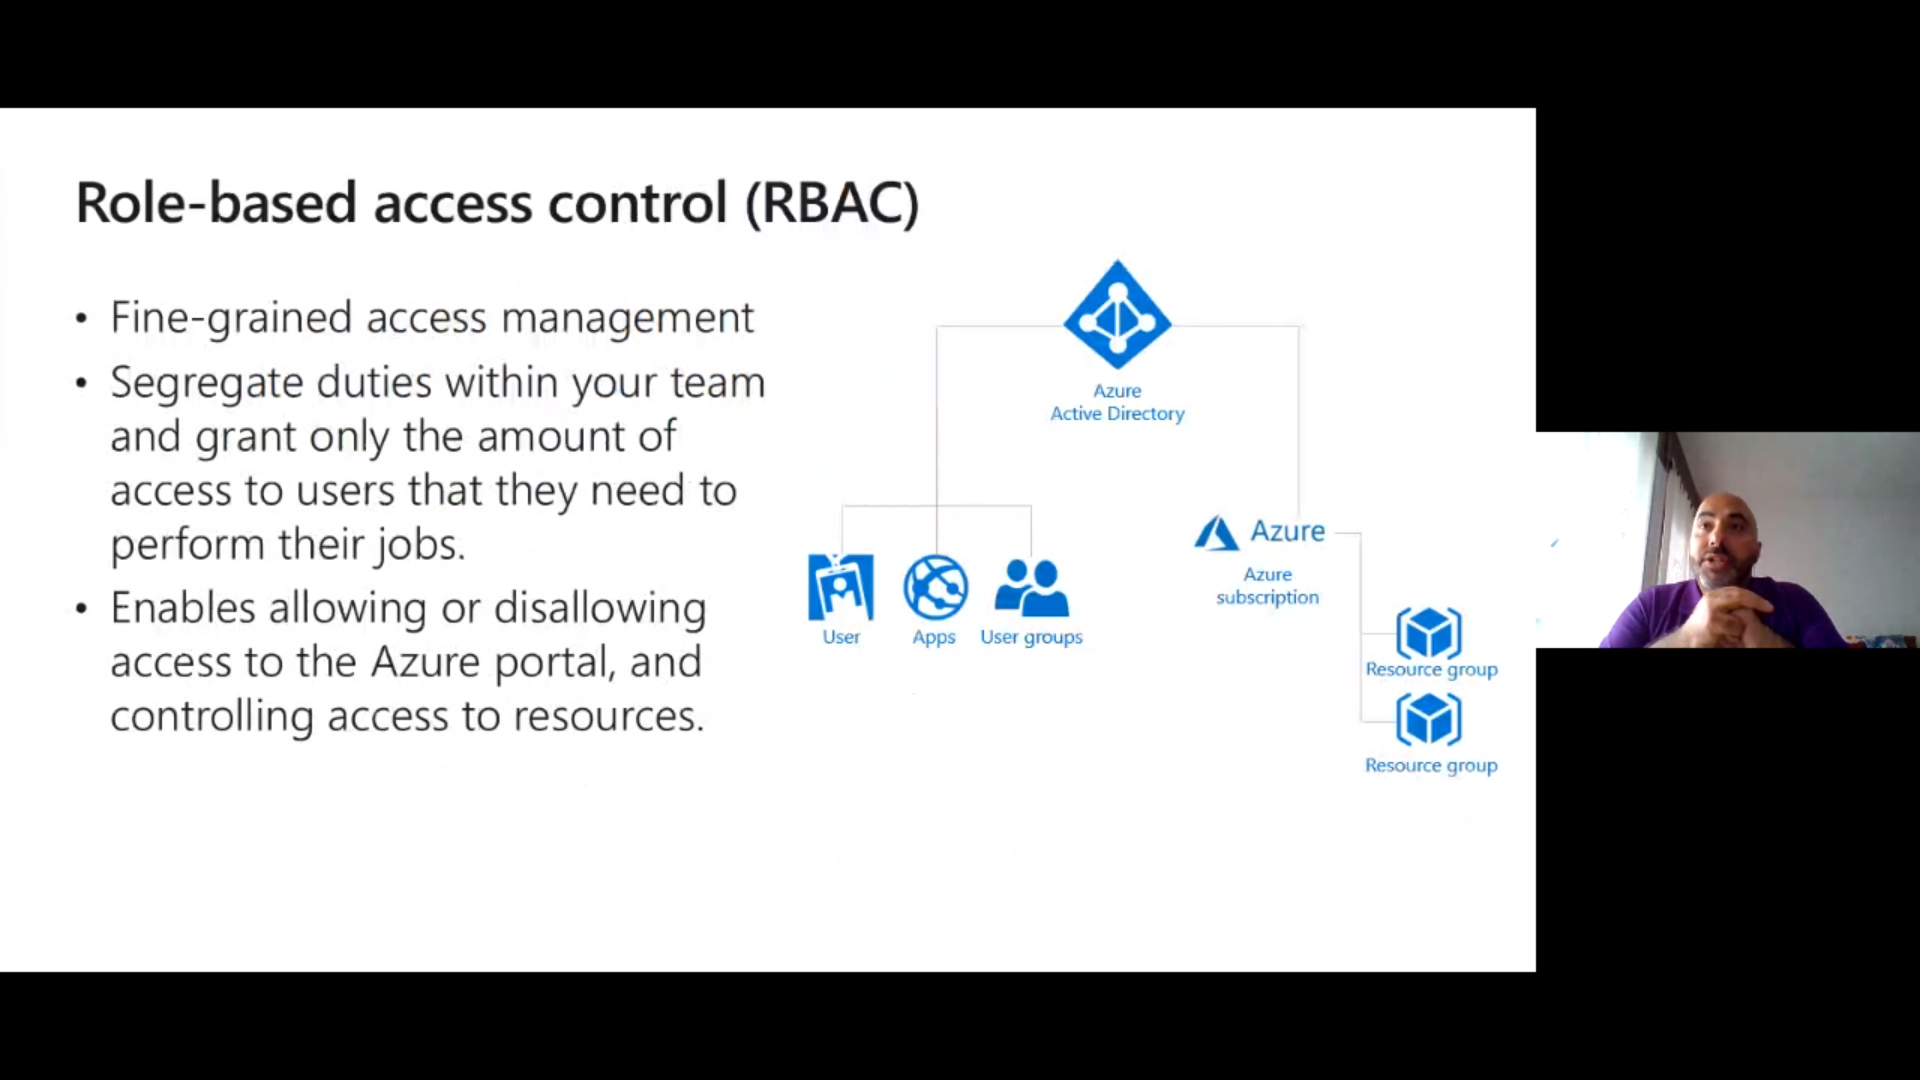 Role-based access control (RBAC)
• Fine-grained access management
• Segregate duties within your team
and grant only the amount of
access to users that they need to
perform their jobs.
• Enables allowing or disallowing
access to the Azure portal, and
controlling access to resources.
Azure
Active Directory
User
Apps
User groups
Azure
Azure
subscription
Resource group
Resource group